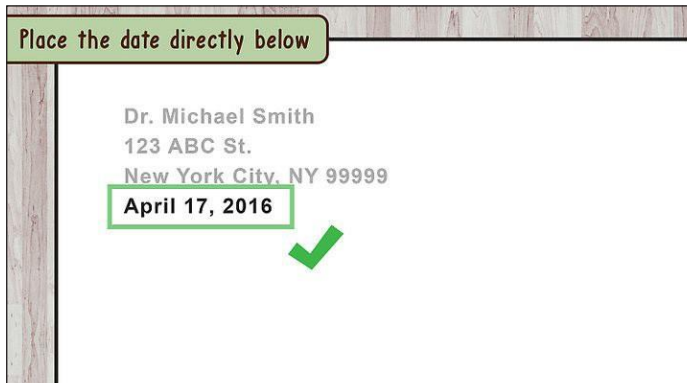 Place the date directly below
Dr. Michael Smith
123 ABC St.
New York City, NY 99999
April 17, 2016